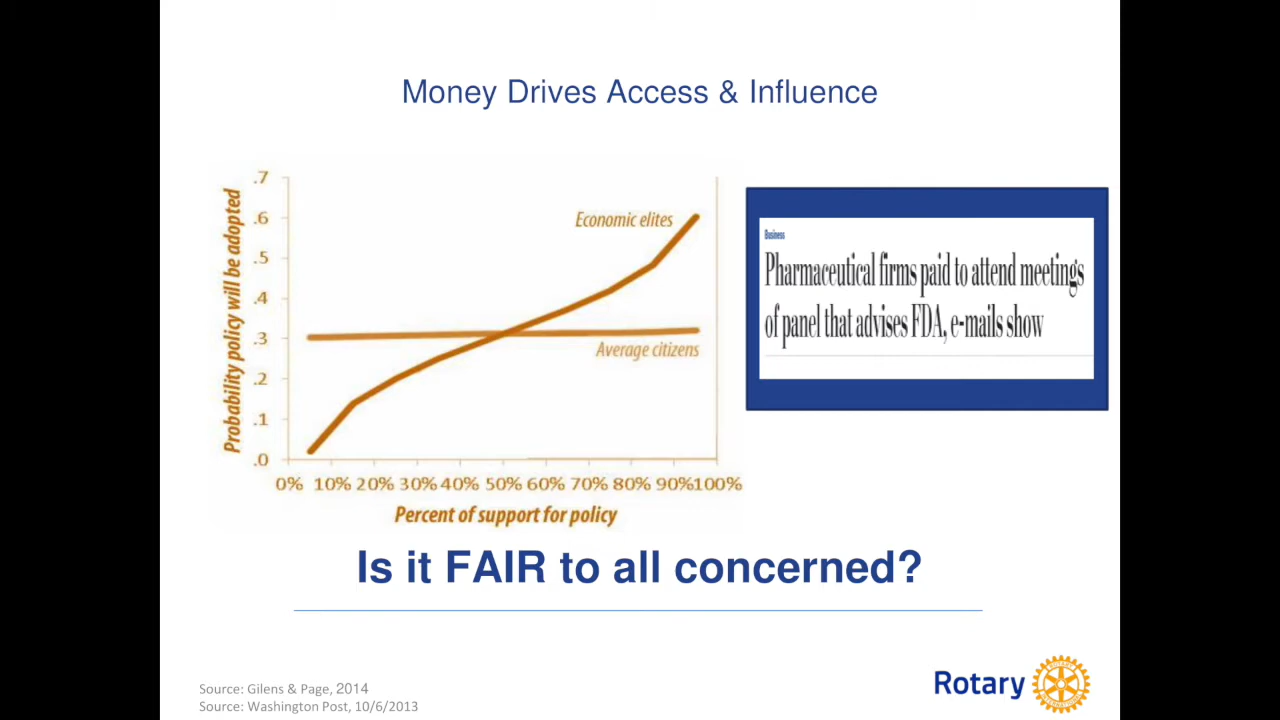 Money Drives Access & Influence
Probability policy will be adopted
.7
.6
.5
.4
.3
.2
.1
.0
Economic elites
Average citizens
0% 10% 20% 30% 40% 50% 60% 70% 80% 90% 100%
Percent of support for policy
Business
Pharmaceutical firms paid to attend meetings
of panel that advises FDA, e-mails show
Is it FAIR to all concerned?
Source: Gilens & Page, 2014
Source: Washington Post, 10/6/2013
Rotary
ROTARY
INTERNATIONAL